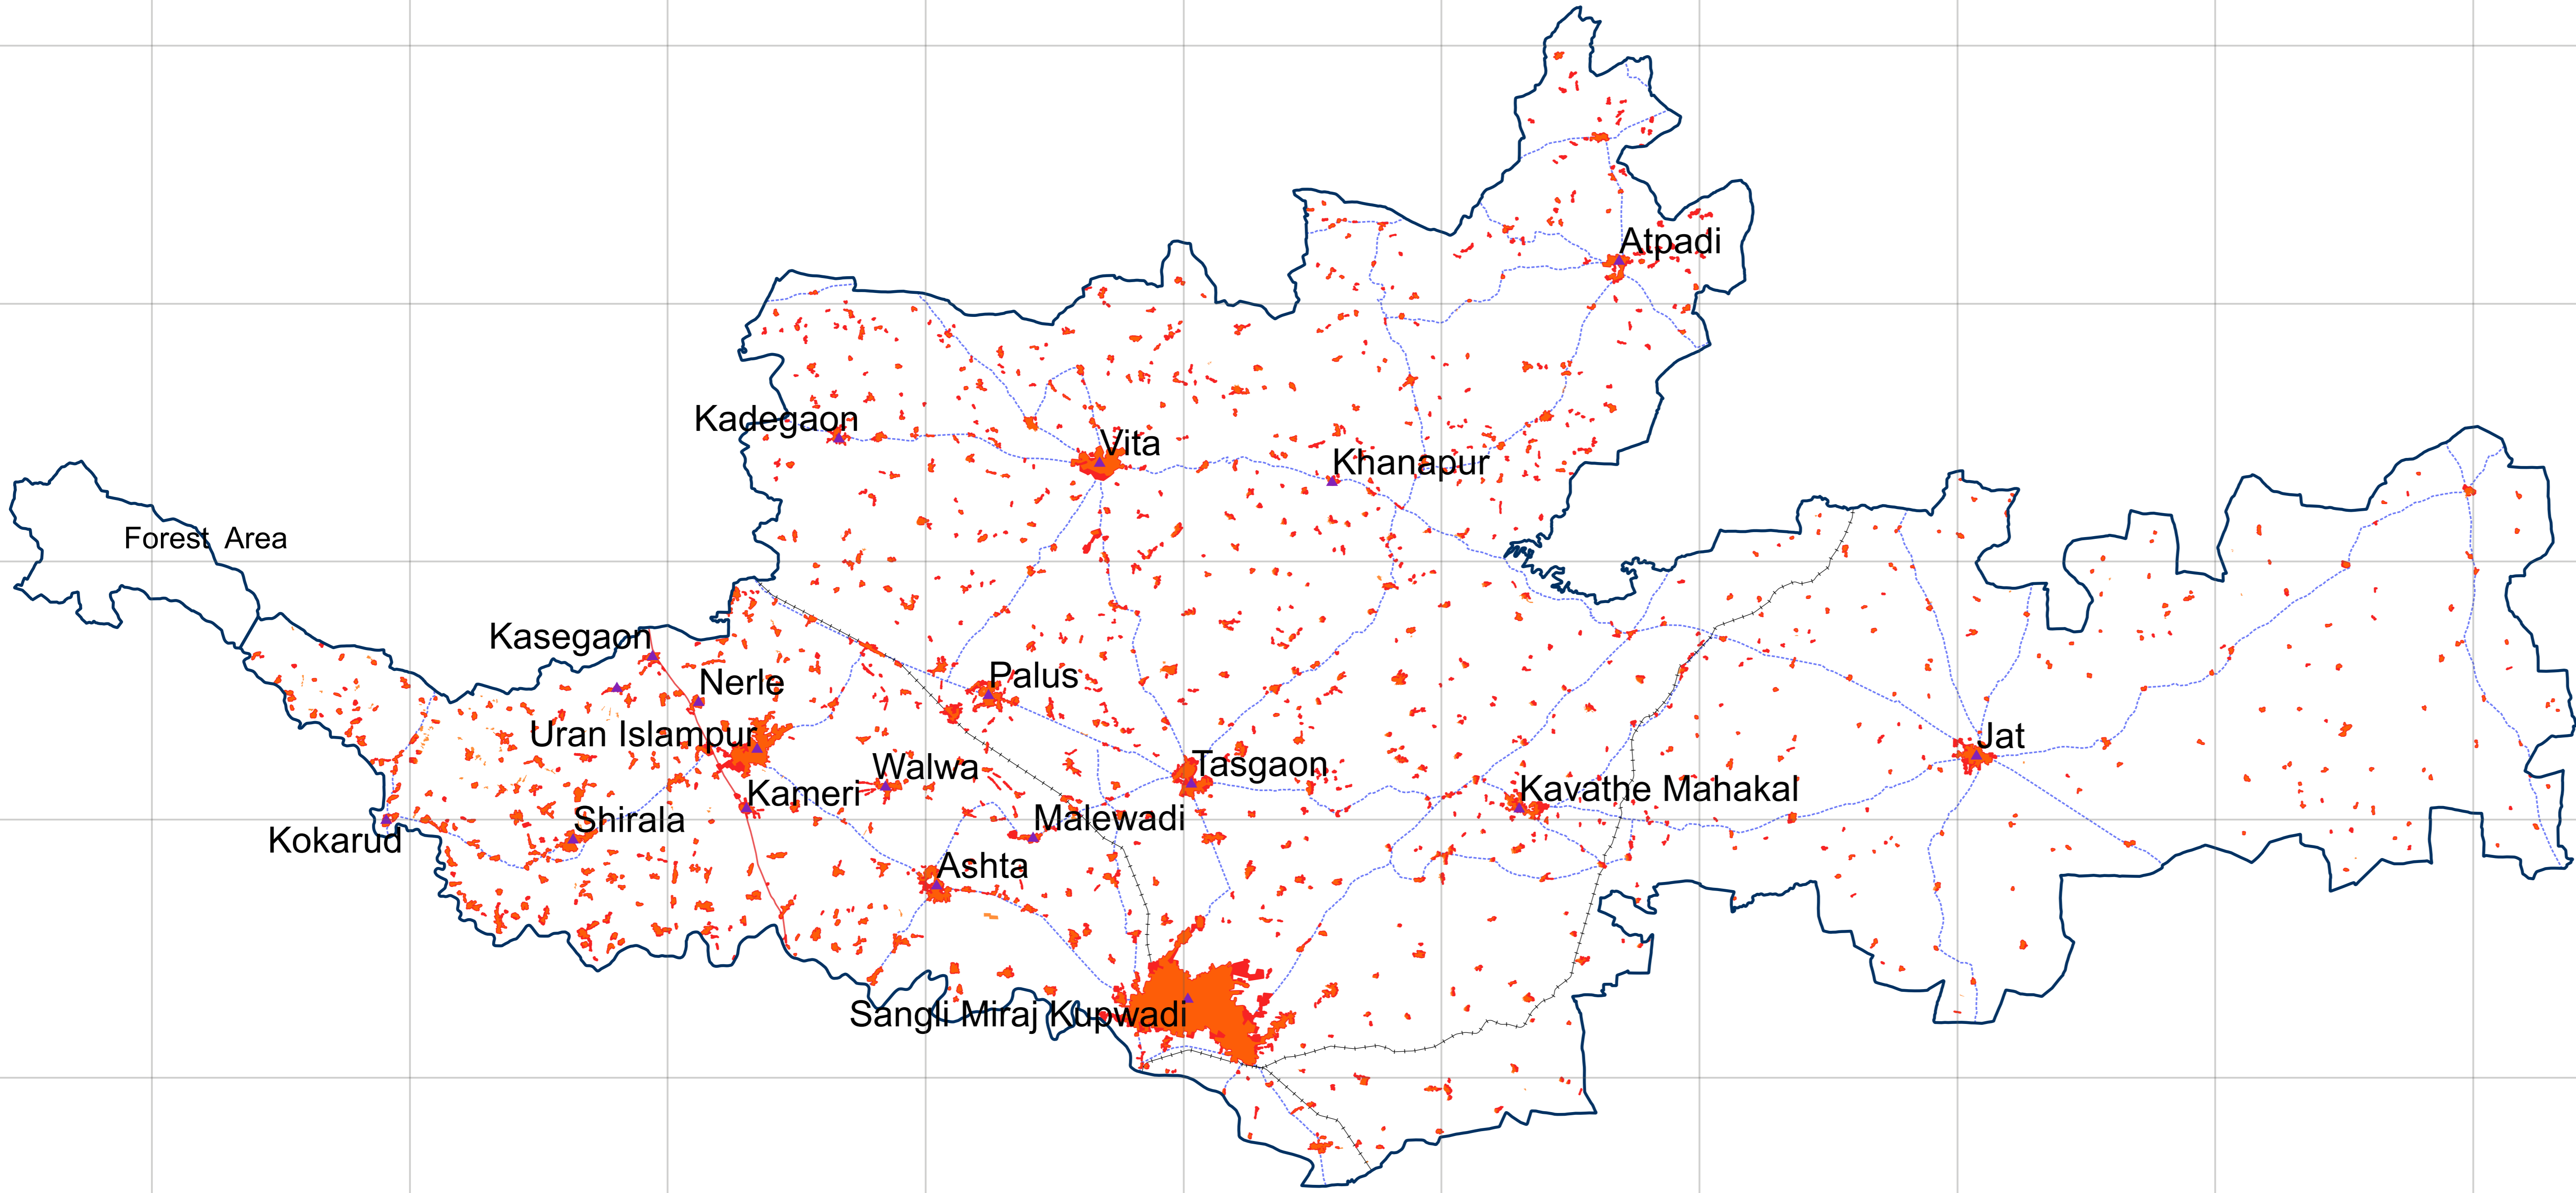 Atpadi
Kadegaon
Vita
Khanapur
Forest Area
Kasegaon
Nerle
Palus
Uran Islampur
Jat
Walwa
Tasgaon
Kameri
Kavathe Mahakal
Shirala
Malewadi
Kokarud
Ashta
Sangli Miraj Kupwadi